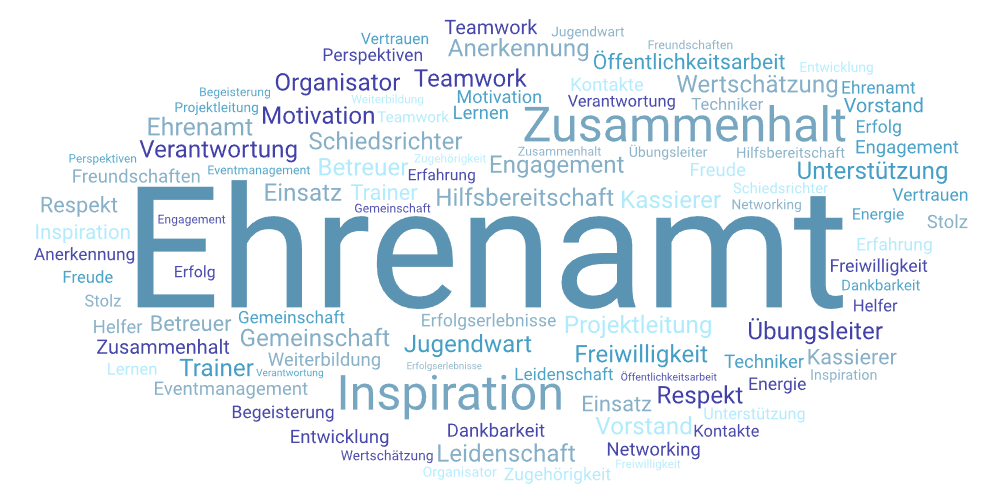 Teamwork
Jugendwart
Vertrauen
Anerkennung
Freundschaften
Perspektiven
Öffentlichkeitsarbeit
Entwicklung
Organisator
Teamwork
Kontakte
Wertschätzung
Ehrenamt
Begeisterung
Weiterbildung
Motivation
Verantwortung
Techniker
Vorstand
Projektleitung
Motivation
Teamwork
Lernen
Zusammenhalt
Erfolg
Ehrenamt
Schiedsrichter
Verantwortung
Zusammenhalt
Übungsleiter
Hilfsbereitschaft
Engagement
Perspektiven
Eventmanagement
Betreuer
Zugehörigkeit
Engagement
Freude
Unterstützung
Freundschaften
Erfahrung
Einsatz
Trainer
Hilfsbereitschaft
Kassierer
Schiedsrichter
Vertrauen
Respekt
Gemeinschaft
Networking
Engagement
Energie
Stolz
Inspiration
Ehrenamt
Erfahrung
Anerkennung
Erfolg
Freiwilligkeit
Freude
Dankbarkeit
Stolz
Helfer
Helfer
Betreuer
Gemeinschaft
Erfolgserlebnisse
Projektleitung
Übungsleiter
Zusammenhalt
Gemeinschaft
Jugendwart
Freiwilligkeit
Techniker
Kassierer
Lernen
Trainer
Weiterbildung
Verantwortung
Erfolgserlebnisse
Leidenschaft
Öffentlichkeitsarbeit
Inspiration
Eventmanagement
Inspiration
Energie
Einsatz
Respekt
Begeisterung
Unterstützung
Entwicklung
Dankbarkeit
Vorstand
Kontakte
Wertschätzung
Leidenschaft
Networking
Organisator
Zugehörigkeit
Freiwilligkeit